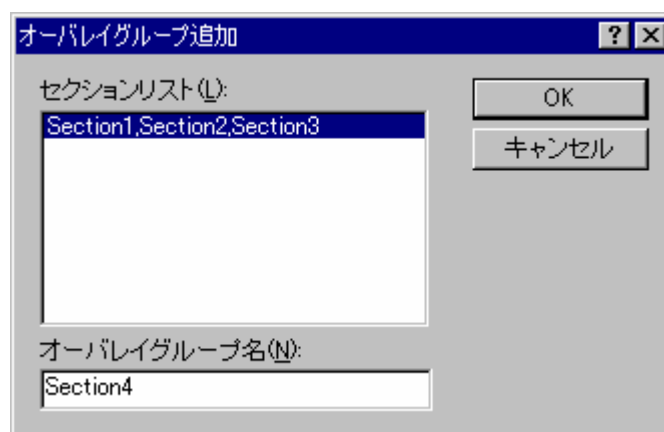 オーバレイグループ追加
セクションリスト(L):
Section1,Section2,Section3
OK
キャンセル
オーバレイグループ名(N):
Section4